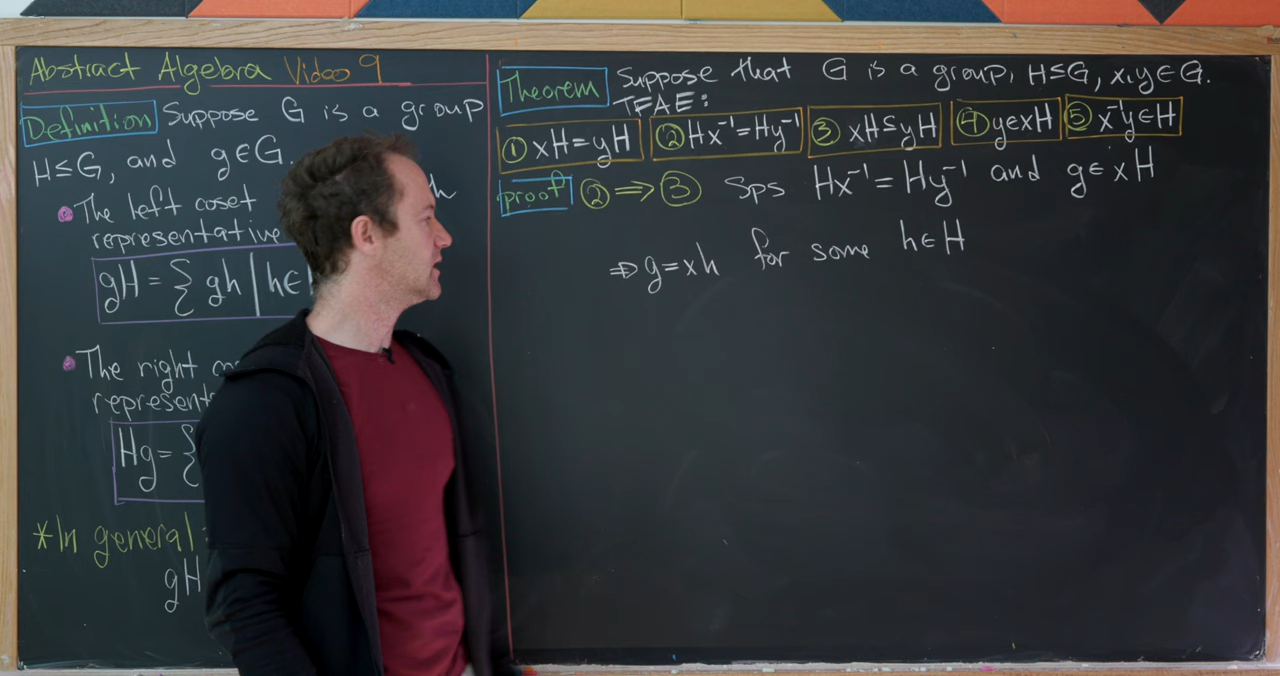 Abstract Algebra Video 9
Definition Suppose G is a group
H≤G, and g∈G.
• The left coset
representative
gH = { gh | h∈
• The right
Hg = {
*In general
gH
Theorem Suppose that G is a group, H≤G, x,y∈G.
TFAE:
① xH = yH ② Hx⁻¹=Hy⁻¹ ③ xH⊆yH ④ y∈xH ⑤ x⁻¹y∈H
proof ②⟹③ Sps Hx⁻¹ = Hy⁻¹ and g∈xH
⇒ g=xh for some h∈H